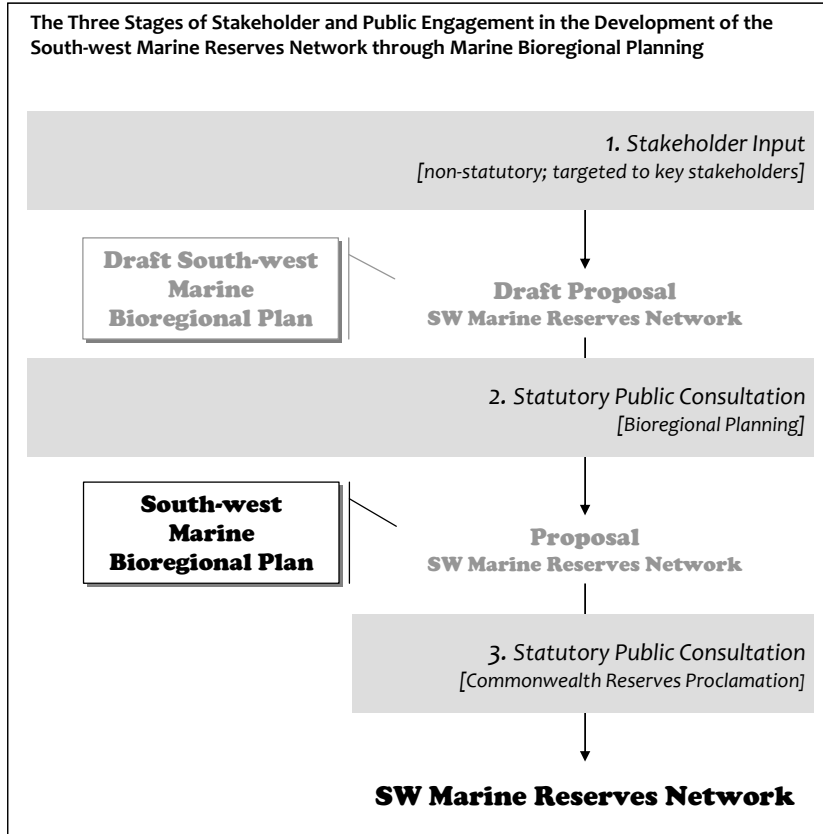 The Three Stages of Stakeholder and Public Engagement in the Development of the
South-west Marine Reserves Network through Marine Bioregional Planning
1. Stakeholder Input
[non-statutory; targeted to key stakeholders]
Draft South-west
Marine
Bioregional Plan
Draft Proposal
SW Marine Reserves Network
2. Statutory Public Consultation
[Bioregional Planning]
South-west
Marine
Bioregional Plan
Proposal
SW Marine Reserves Network
3. Statutory Public Consultation
[Commonwealth Reserves Proclamation]
SW Marine Reserves Network